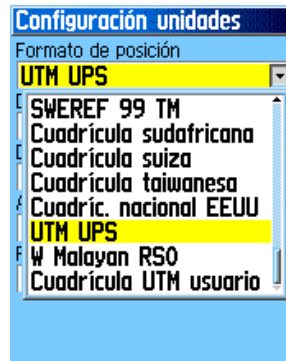 Configuración unidades
Formato de posición
UTM UPS
SWEREF 99 TM
Cuadrícula sudafricana
Cuadrícula suiza
Cuadrícula taiwanesa
Cuadríc. nacional EEUU
UTM UPS
W Malayan RSO
Cuadrícula UTM usuario